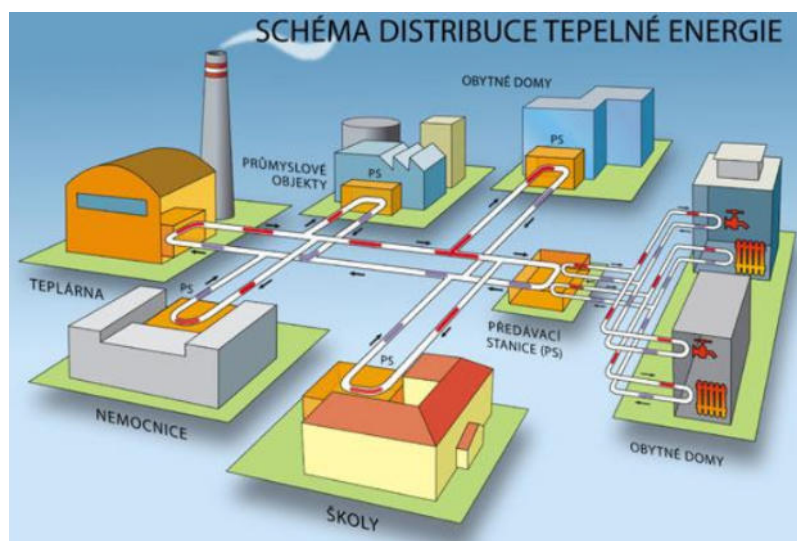 SCHÉMA DISTRIBUCE TEPELNÉ ENERGIE
OBYTNÉ DOMY
PS
PRŮMYSLOVÉ
OBJEKTY
PS
TEPLÁRNA
PS
NEMOCNICE
PŘEDÁVACÍ
STANICE (PS)
PS
ŠKOLY
OBYTNÉ DOMY